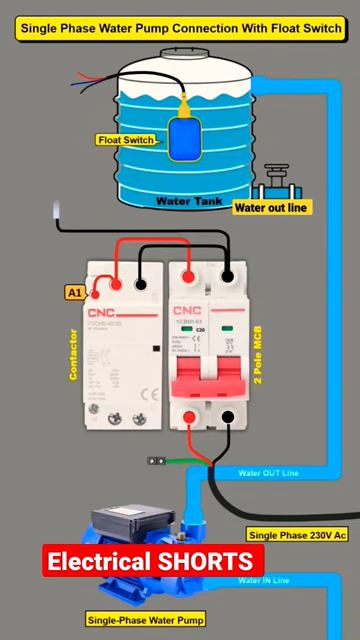 Single Phase Water Pump Connection With Float Switch
Float Switch
Water Tank
Water out line
A1
CNC
CNC
C20
Contactor
2 Pole MCB
Water OUT Line
Single Phase 230V Ac
Electrical SHORTS
Water IN Line
Single-Phase Water Pump